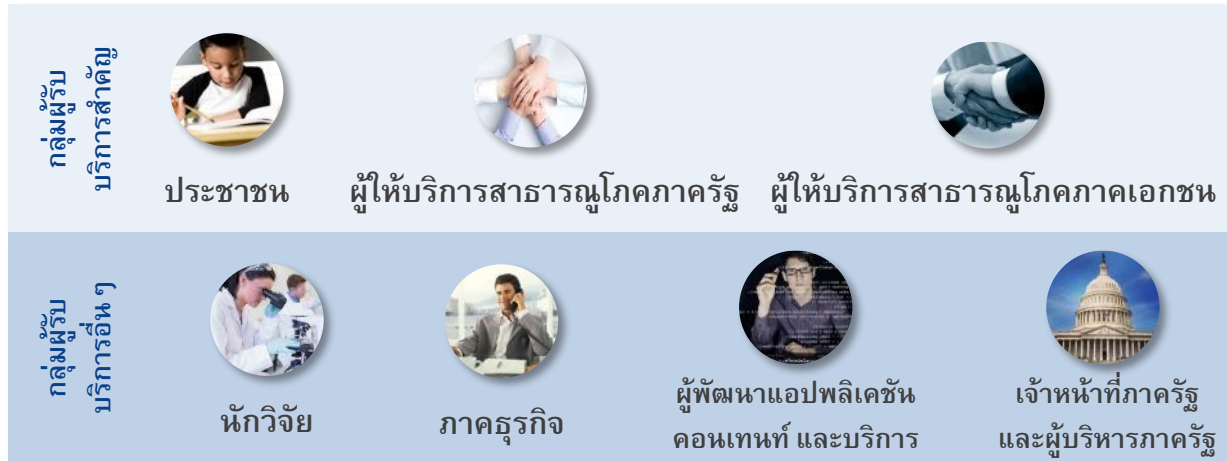 กลุ่มผู้รับ
บริการสำคัญ
ประชาชน
ผู้ให้บริการสาธารณูโภคภาครัฐ
ผู้ให้บริการสาธารณูโภคภาคเอกชน
กลุ่มผู้รับ
บริการอื่น ๆ
นักวิจัย
ภาคธุรกิจ
ผู้พัฒนาแอปพลิเคชัน
คอนเทนท์ และบริการ
เจ้าหน้าที่ภาครัฐ
และผู้บริหารภาครัฐ